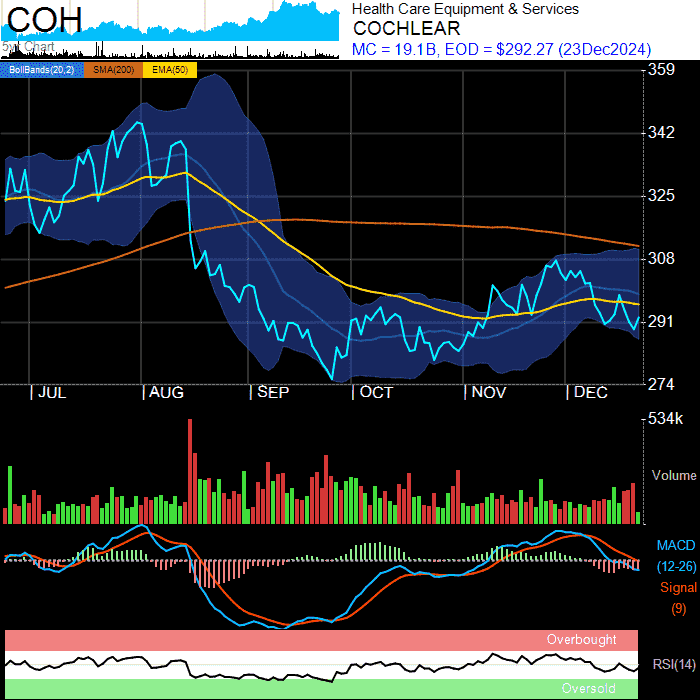 COH
5yr Chart
Health Care Equipment & Services
COCHLEAR
MC = 19.1B, EOD = $292.27 (23Dec2024)
BollBands(20,2) SMA(200) EMA(50)
359
342
325
308
291
274
| JUL | AUG | SEP | OCT | NOV | DEC
534k
Volume
MACD
(12-26)
Signal
(9)
Overbought
RSI(14)
Oversold